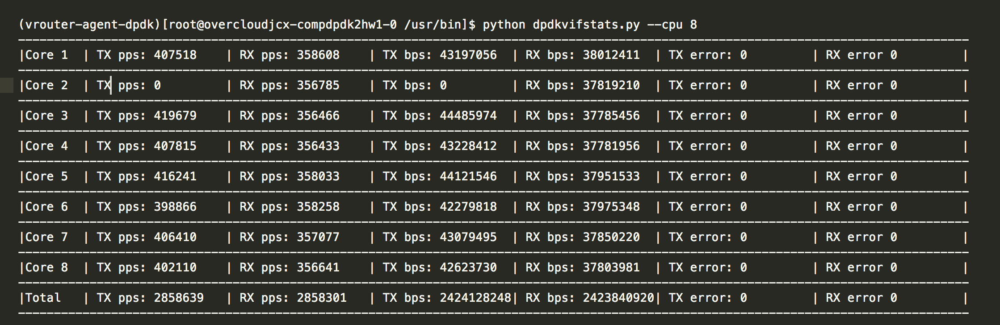 (vrouter-agent-dpdk)[root@overcloudjcx-compdpdk2hw1-0 /usr/bin]$ python dpdkvifstats.py --cpu 8
|Core 1 | TX pps: 407518 | RX pps: 358608 | TX bps: 43197056 | RX bps: 38012411 | TX error: 0 | RX error 0 |
|Core 2 | TX pps: 0 | RX pps: 356785 | TX bps: 0 | RX bps: 37819210 | TX error: 0 | RX error 0 |
|Core 3 | TX pps: 419679 | RX pps: 356466 | TX bps: 44485974 | RX bps: 37785456 | TX error: 0 | RX error 0 |
|Core 4 | TX pps: 407815 | RX pps: 356433 | TX bps: 43228412 | RX bps: 37781956 | TX error: 0 | RX error 0 |
|Core 5 | TX pps: 416241 | RX pps: 358033 | TX bps: 44121546 | RX bps: 37951533 | TX error: 0 | RX error 0 |
|Core 6 | TX pps: 398866 | RX pps: 358258 | TX bps: 42279818 | RX bps: 37975348 | TX error: 0 | RX error 0 |
|Core 7 | TX pps: 406410 | RX pps: 357077 | TX bps: 43079495 | RX bps: 37850220 | TX error: 0 | RX error 0 |
|Core 8 | TX pps: 402110 | RX pps: 356641 | TX bps: 42623730 | RX bps: 37803981 | TX error: 0 | RX error 0 |
|Total | TX pps: 2858639 | RX pps: 2858301 | TX bps: 2424128248| RX bps: 2423840920| TX error: 0 | RX error 0 |